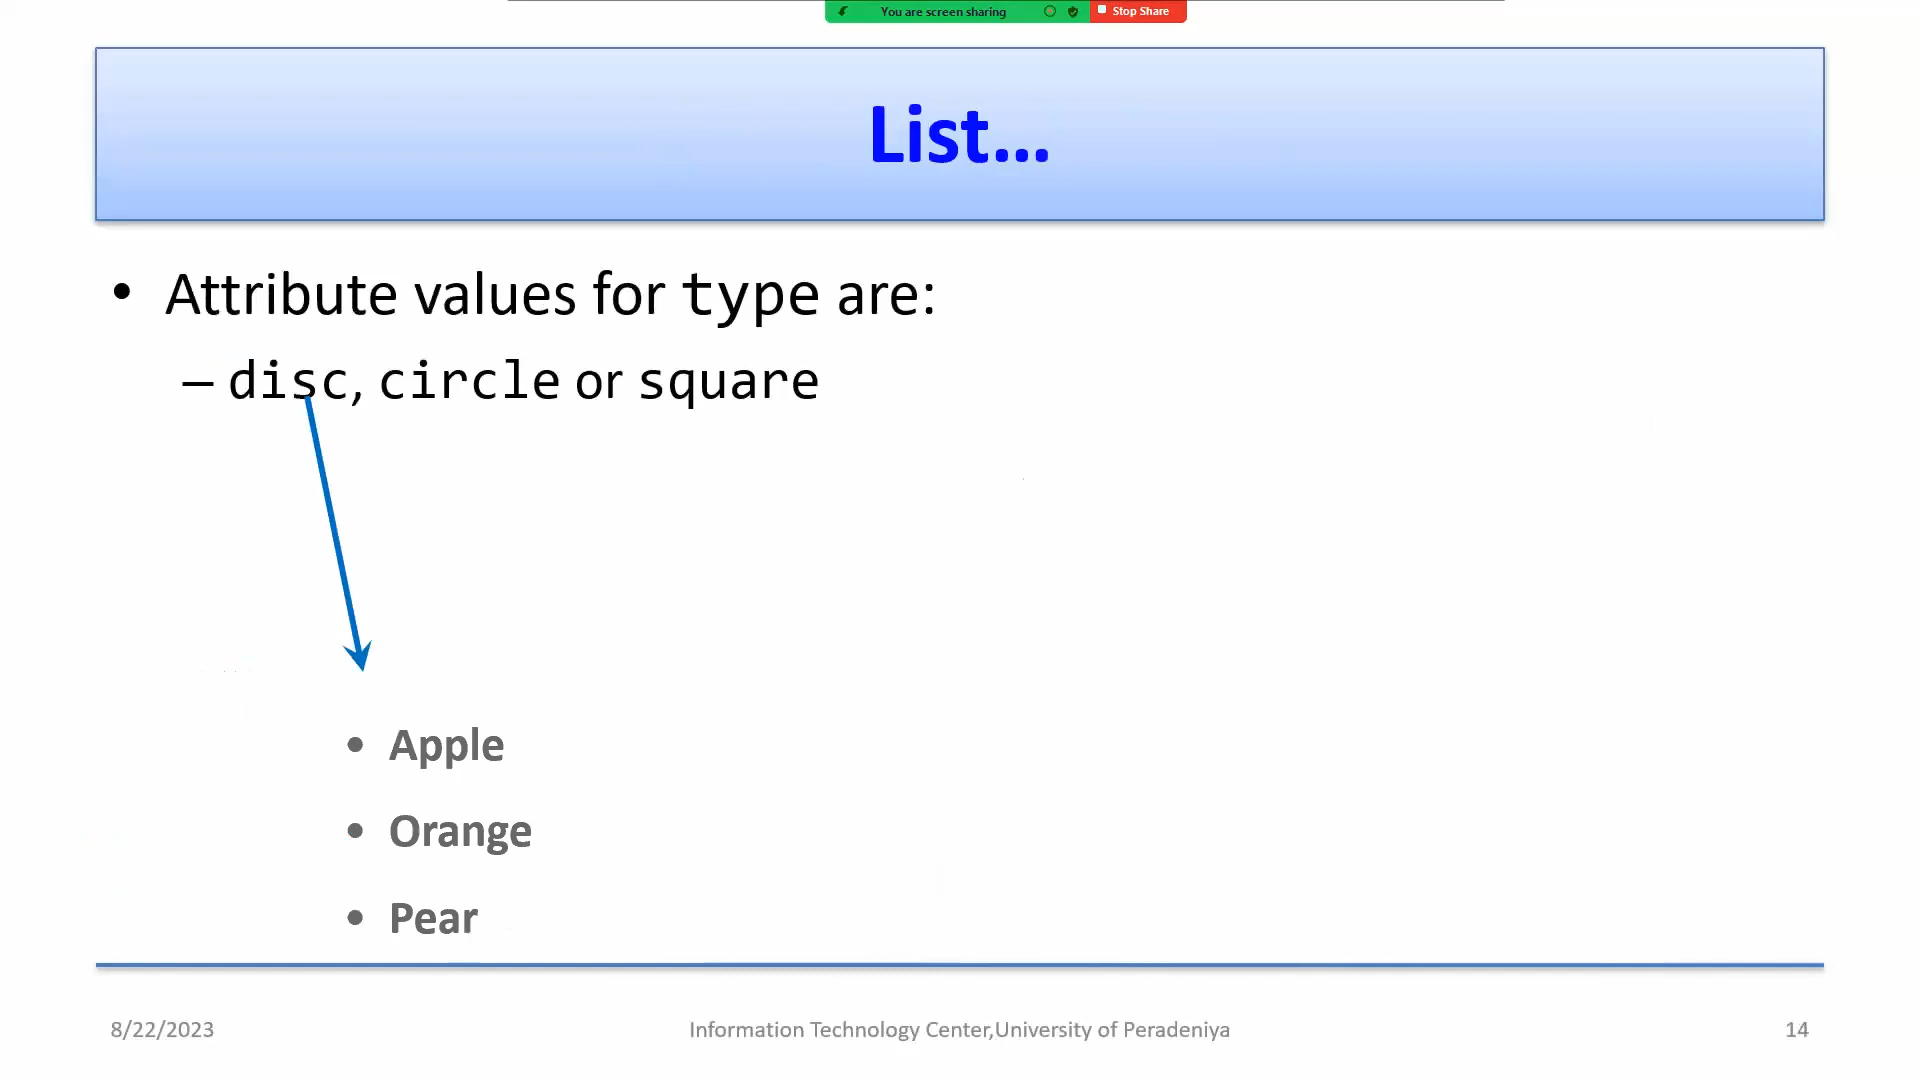 You are screen sharing Stop Share
List...
• Attribute values for type are:
– disc, circle or square
• Apple
• Orange
• Pear
8/22/2023 Information Technology Center,University of Peradeniya 14